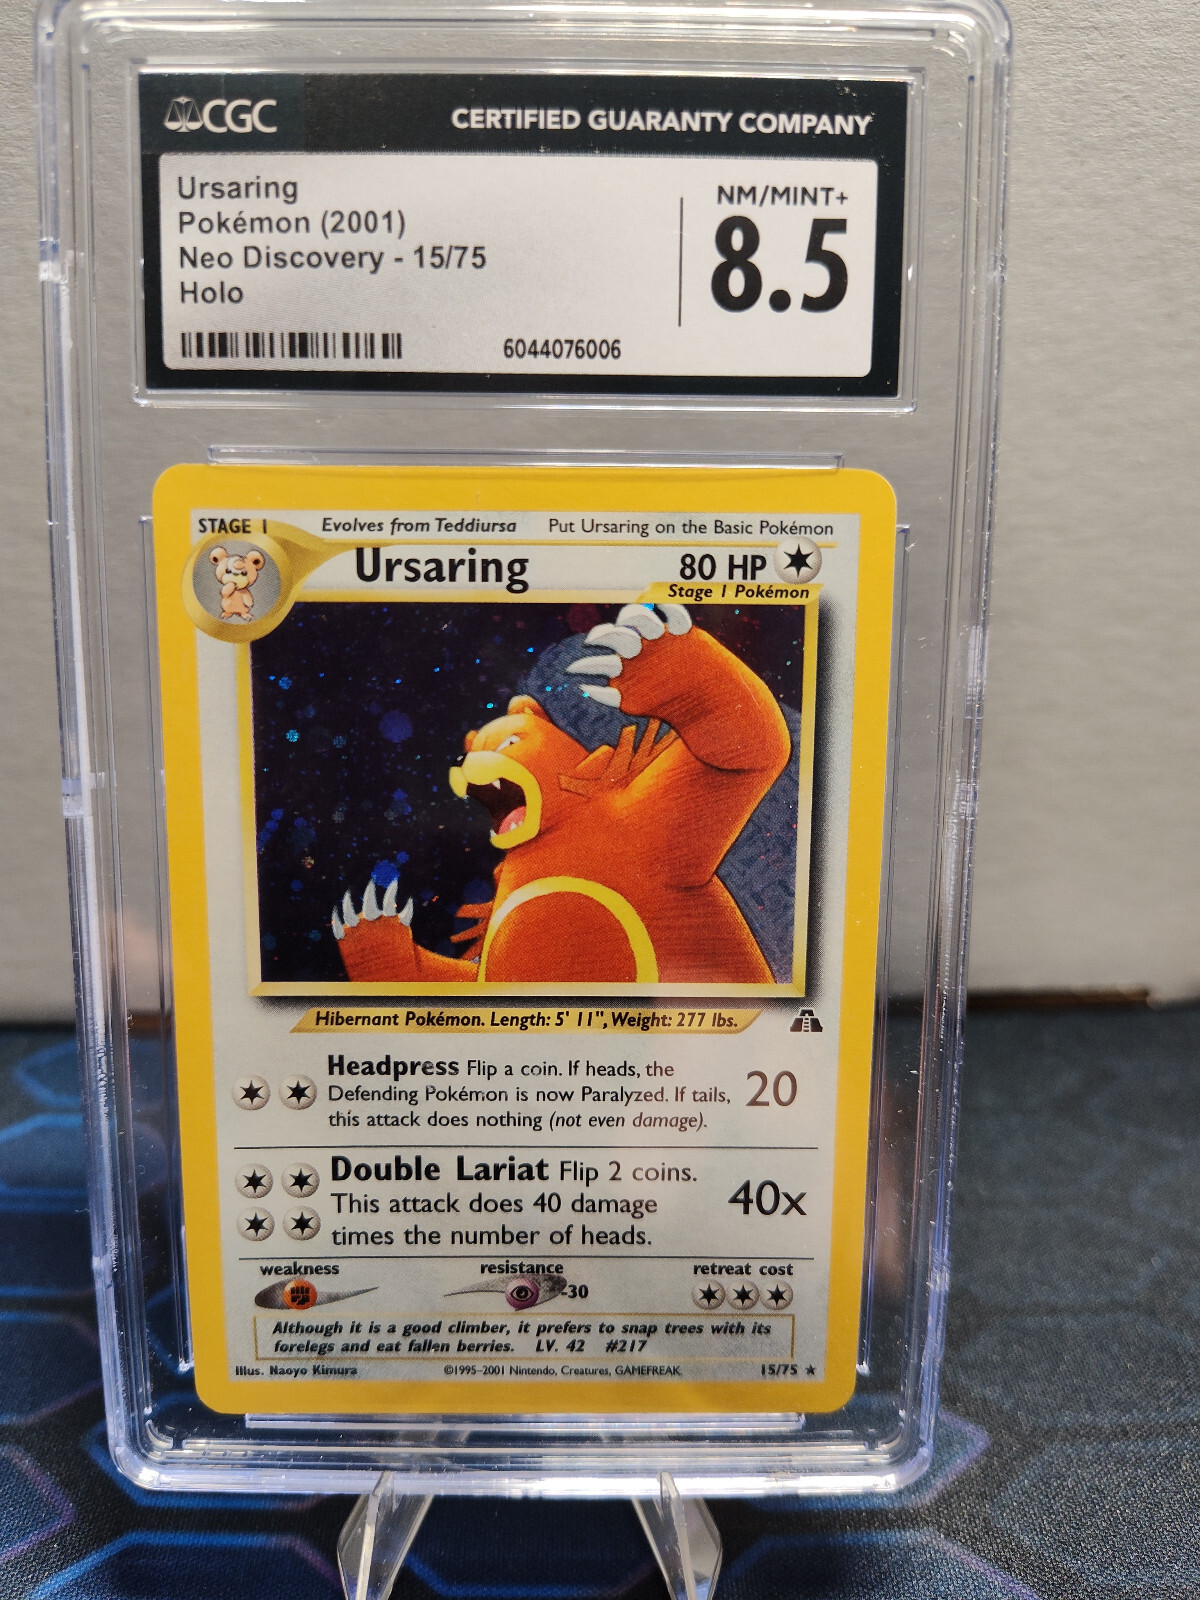 CGC
CERTIFIED GUARANTY COMPANY
Ursaring
Pokémon (2001)
Neo Discovery - 15/75
Holo
NM/MINT+
8.5
6044076006
STAGE 1
Evolves from Teddiursa
Put Ursaring on the Basic Pokémon
Ursaring
80 HP
Stage 1 Pokémon
Hibernant Pokémon. Length: 5' 11", Weight: 277 lbs.
Headpress Flip a coin. If heads, the
Defending Pokémon is now Paralyzed. If tails,
this attack does nothing (not even damage).
20
Double Lariat Flip 2 coins.
This attack does 40 damage
times the number of heads.
40x
weakness
resistance
retreat cost
-30
Although it is a good climber, it prefers to snap trees with its
forelegs and eat fallen berries. LV. 42 #217
Illus. Naoyo Kimura
©1995-2001 Nintendo, Creatures, GAMEFREAK.
15/75 ★